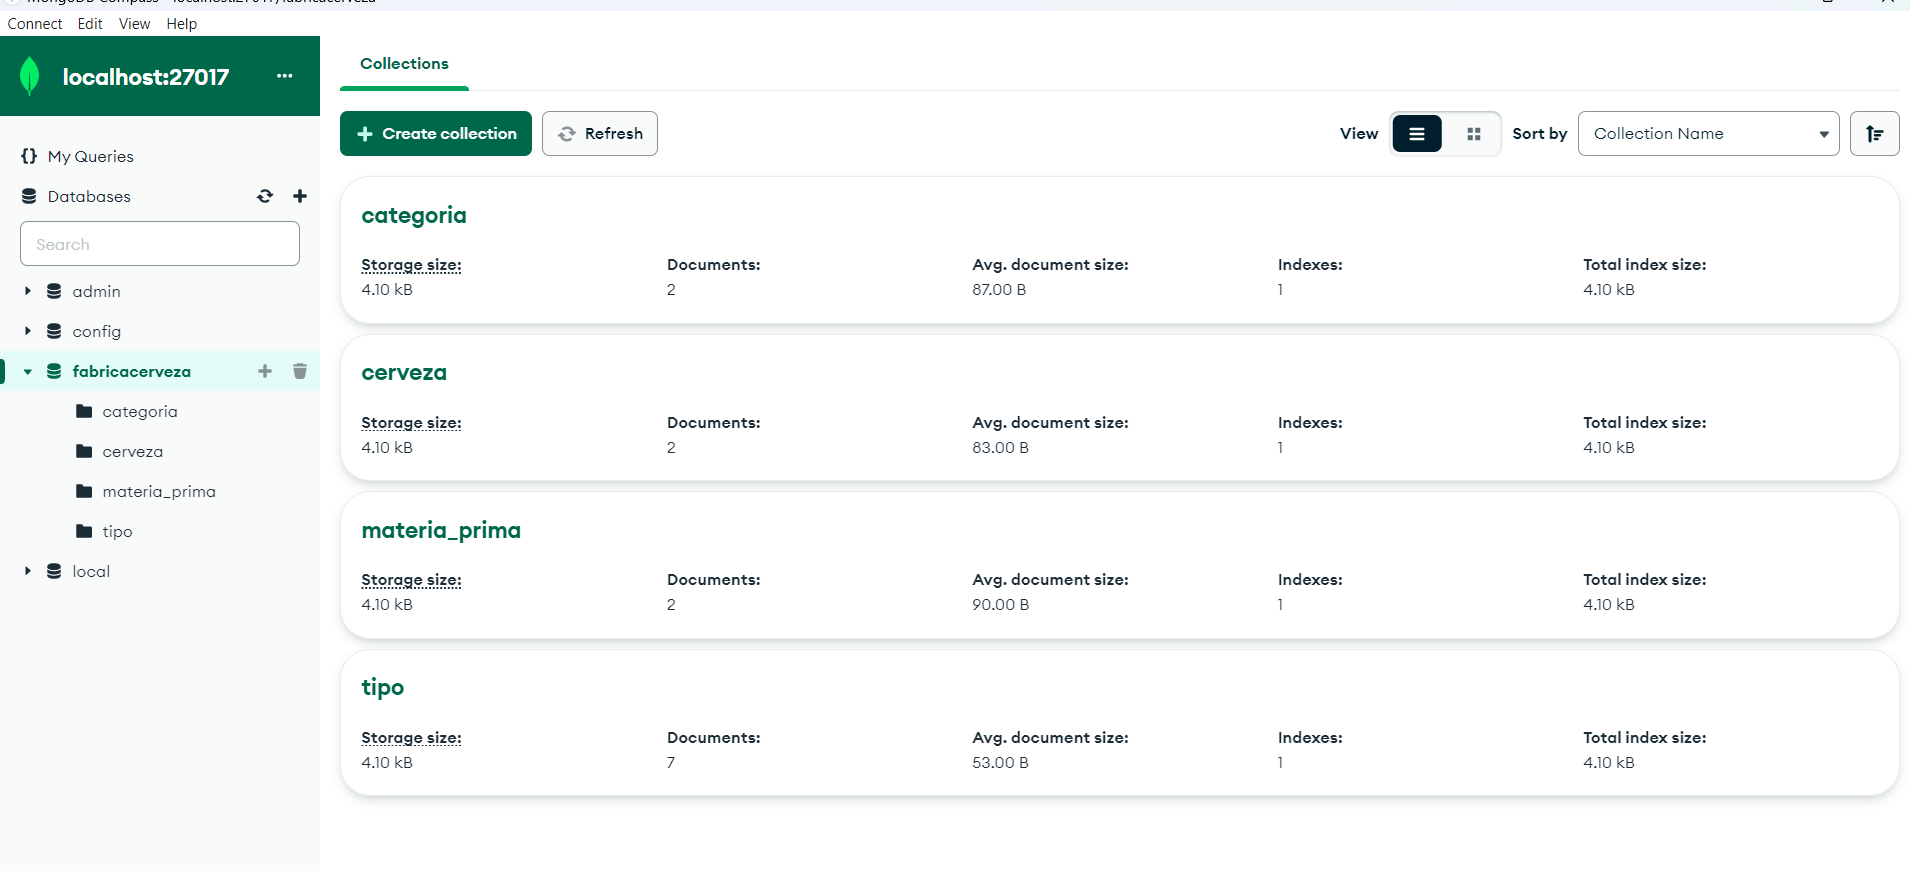 MongoDB Compass - localhost:27017/fabricacerveza
Connect Edit View Help
localhost:27017 ...
My Queries
Databases
Search
admin
config
fabricacerveza
categoria
cerveza
materia_prima
tipo
local
Collections
Create collection Refresh View Sort by Collection Name
categoria
Storage size: Documents: Avg. document size: Indexes: Total index size:
4.10 kB 2 87.00 B 1 4.10 kB
cerveza
Storage size: Documents: Avg. document size: Indexes: Total index size:
4.10 kB 2 83.00 B 1 4.10 kB
materia_prima
Storage size: Documents: Avg. document size: Indexes: Total index size:
4.10 kB 2 90.00 B 1 4.10 kB
tipo
Storage size: Documents: Avg. document size: Indexes: Total index size:
4.10 kB 7 53.00 B 1 4.10 kB